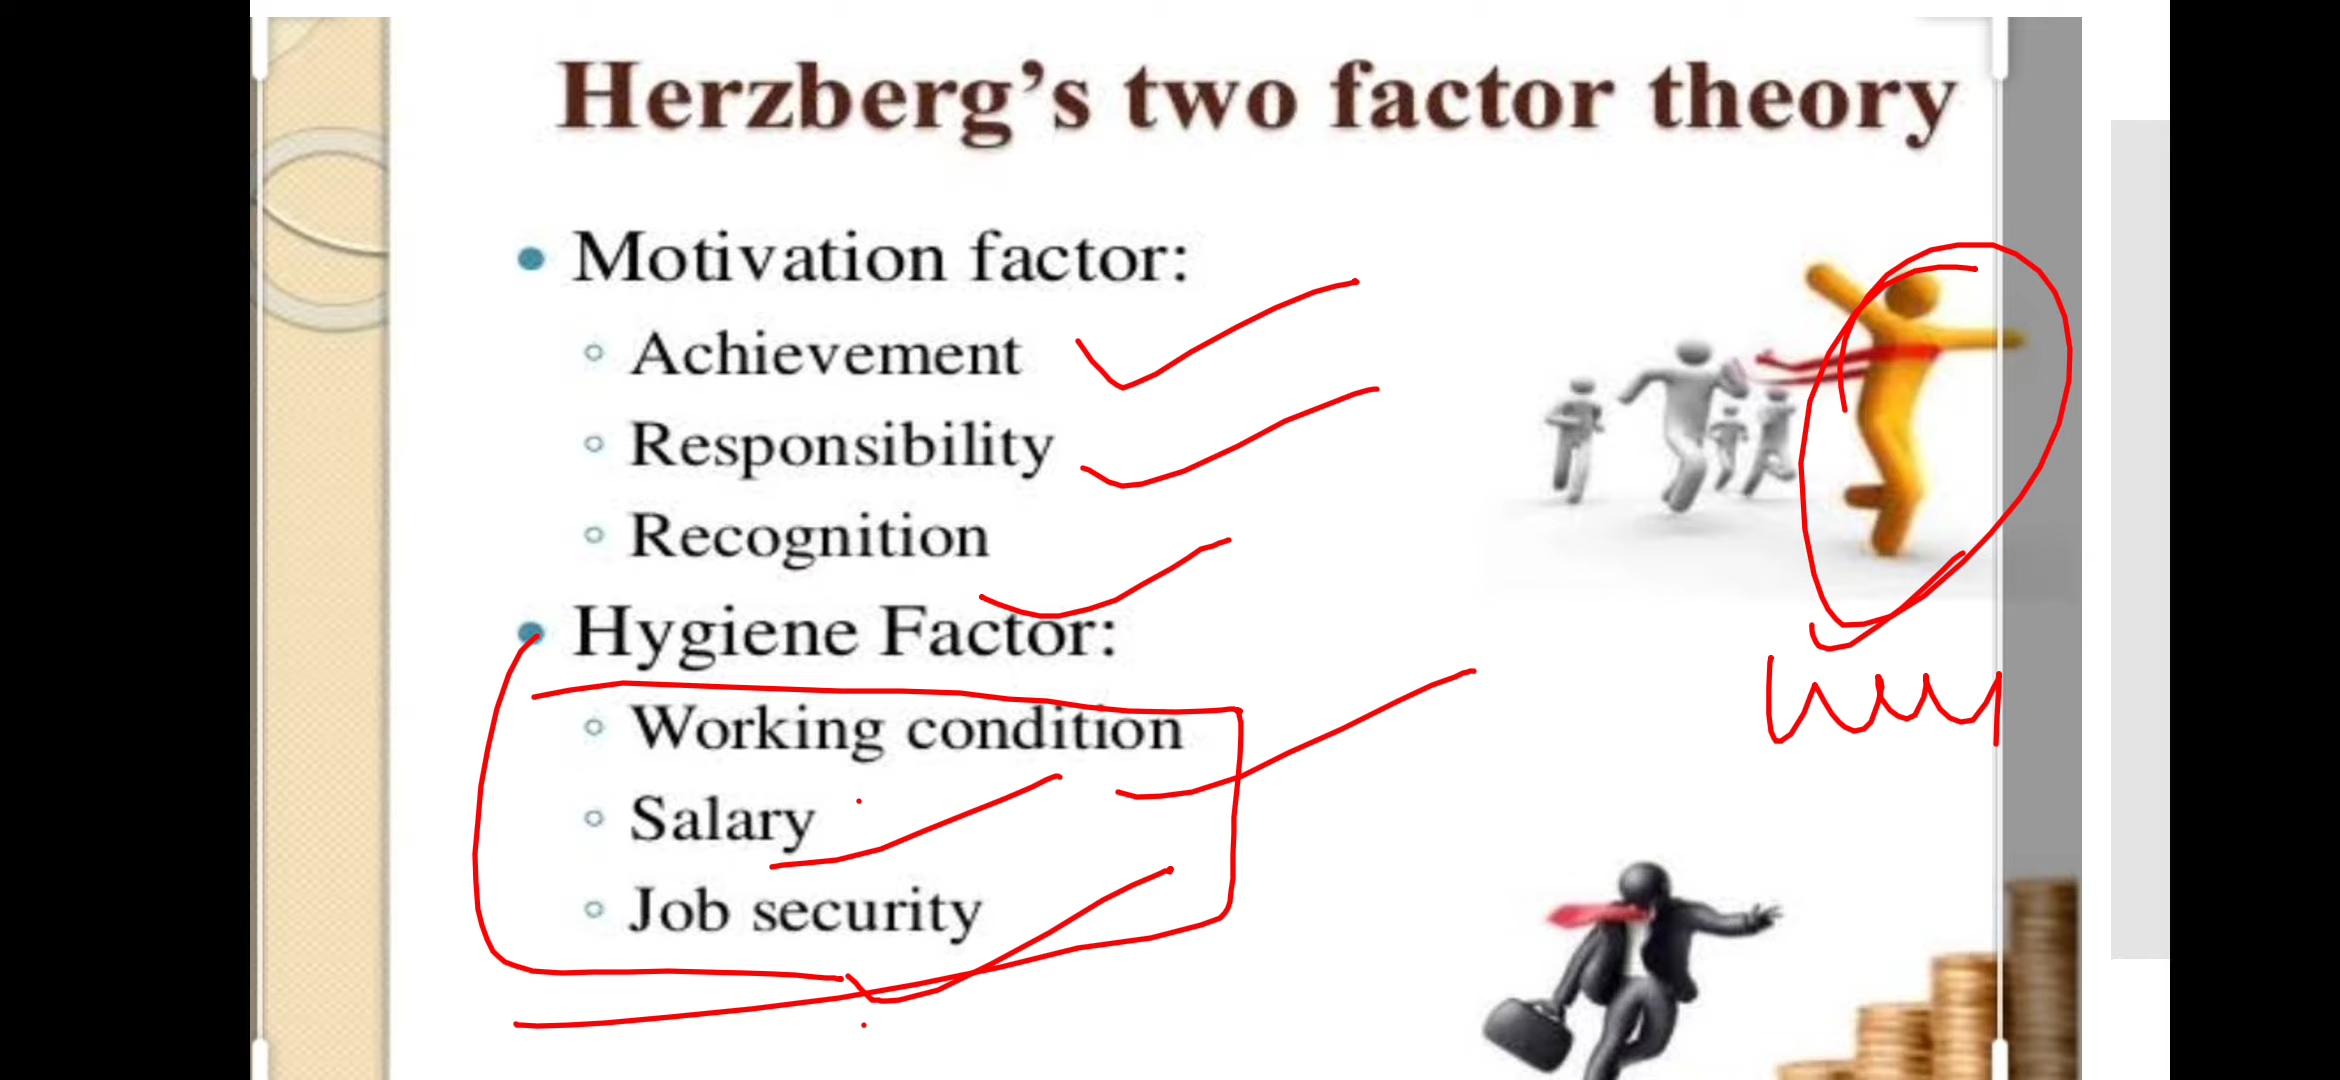 Herzberg's two factor theory
Motivation factor:
Achievement
Responsibility
Recognition
Hygiene Factor:
Working condition
Salary
Job security